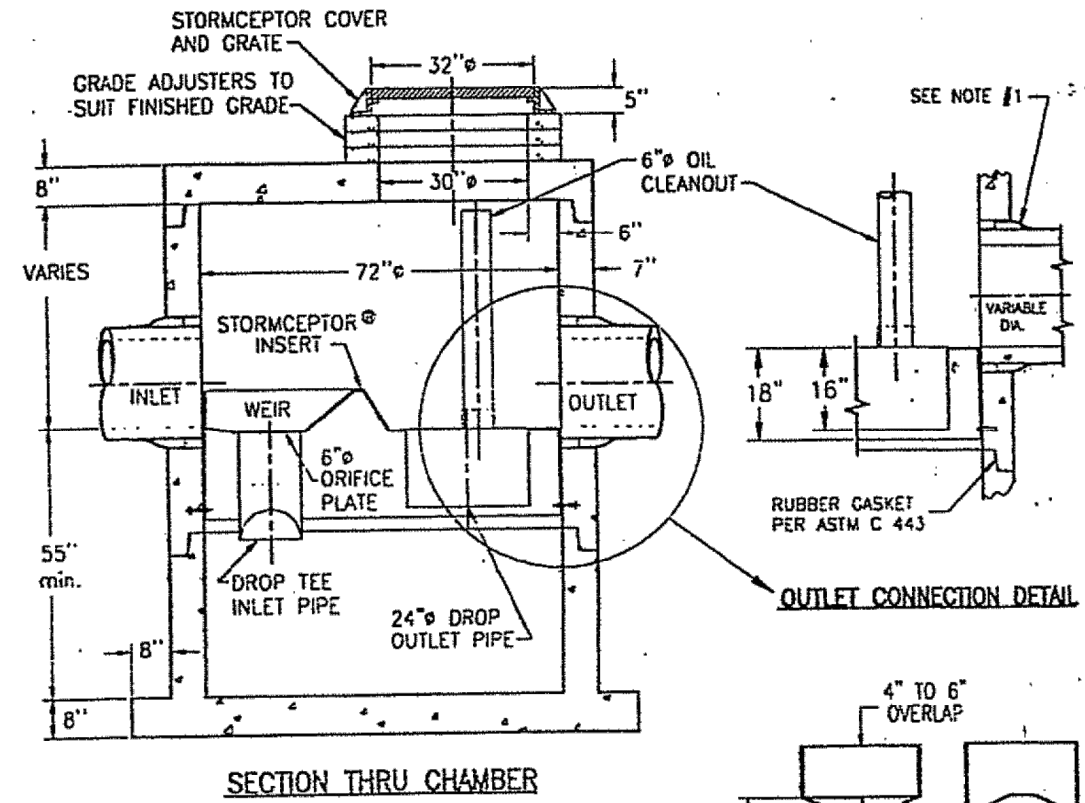 STORMCEPTOR COVER
AND GRATE
GRADE ADJUSTERS TO
SUIT FINISHED GRADE
32"ø
5"
8"
30"ø
6"ø OIL
CLEANOUT
6"
VARIES
72"ø
7"
STORMCEPTOR®
INSERT
INLET
WEIR
OUTLET
6"ø
ORIFICE
PLATE
55"
min.
DROP TEE
INLET PIPE
24"ø DROP
OUTLET PIPE
8"
8"
SECTION THRU CHAMBER
SEE NOTE #1
VARIABLE
DIA.
18"
16"
RUBBER GASKET
PER ASTM C 443
OUTLET CONNECTION DETAIL
4" TO 6"
OVERLAP